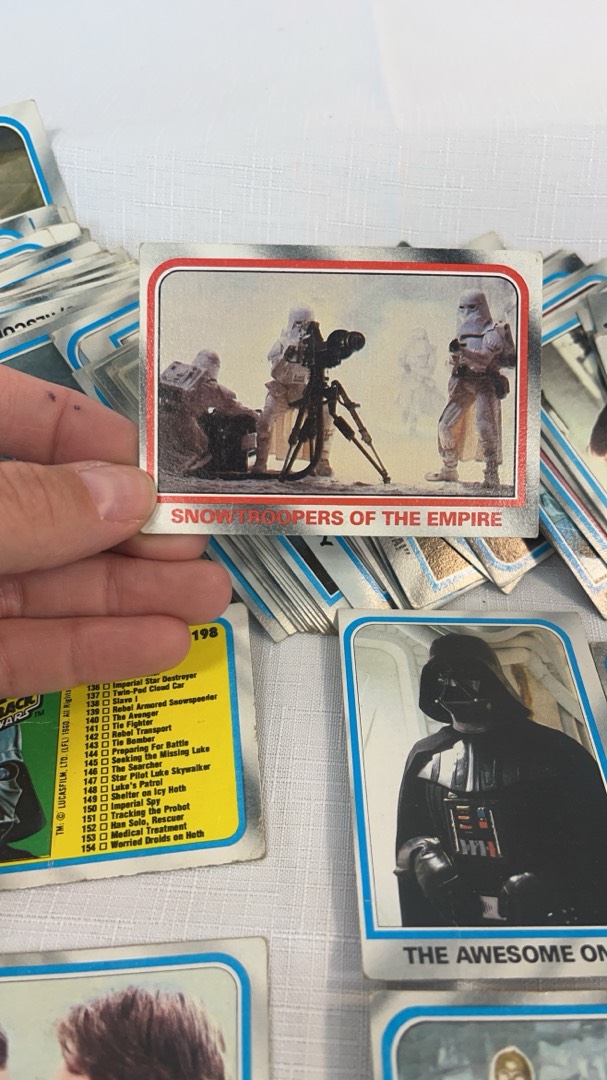 SNOWTROOPERS OF THE EMPIRE
198
BACK
WARS™
TM: © LUCASFILM, LTD. (LFL) 1980. All Rights
136 □ Imperial Star Destroyer
137 □ Twin-Pod Cloud Car
138 □ Slave I
139 □ Rebel Armored Snowspeeder
140 □ The Avenger
141 □ Tie Fighter
142 □ Rebel Transport
143 □ Tie Bomber
144 □ Preparing For Battle
145 □ Seeking the Missing Luke
146 □ The Searcher
147 □ Star Pilot Luke Skywalker
148 □ Luke's Patrol
149 □ Shelter on Icy Hoth
150 □ Imperial Spy
151 □ Tracking the Probot
152 □ Han Solo, Rescuer
153 □ Medical Treatment
154 □ Worried Droids on Hoth
THE AWESOME ON